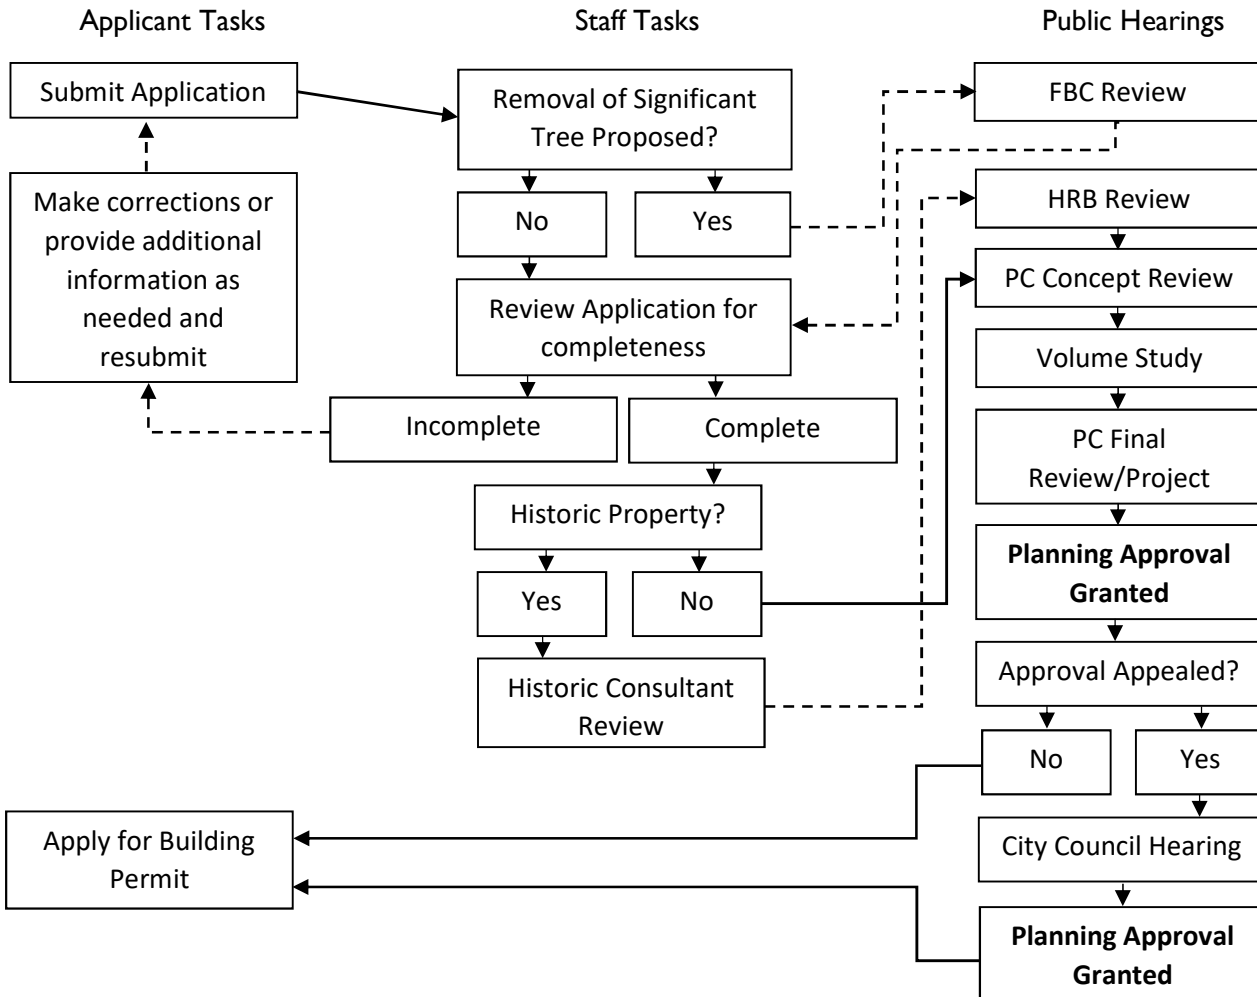 Applicant Tasks
Staff Tasks
Public Hearings
Submit Application
Make corrections or
provide additional
information as
needed and
resubmit
Removal of Significant
Tree Proposed?
No
Yes
Review Application for
completeness
Incomplete
Complete
Historic Property?
Yes
No
Historic Consultant
Review
FBC Review
HRB Review
PC Concept Review
Volume Study
PC Final
Review/Project
Planning Approval
Granted
Approval Appealed?
No
Yes
City Council Hearing
Planning Approval
Granted
Apply for Building
Permit